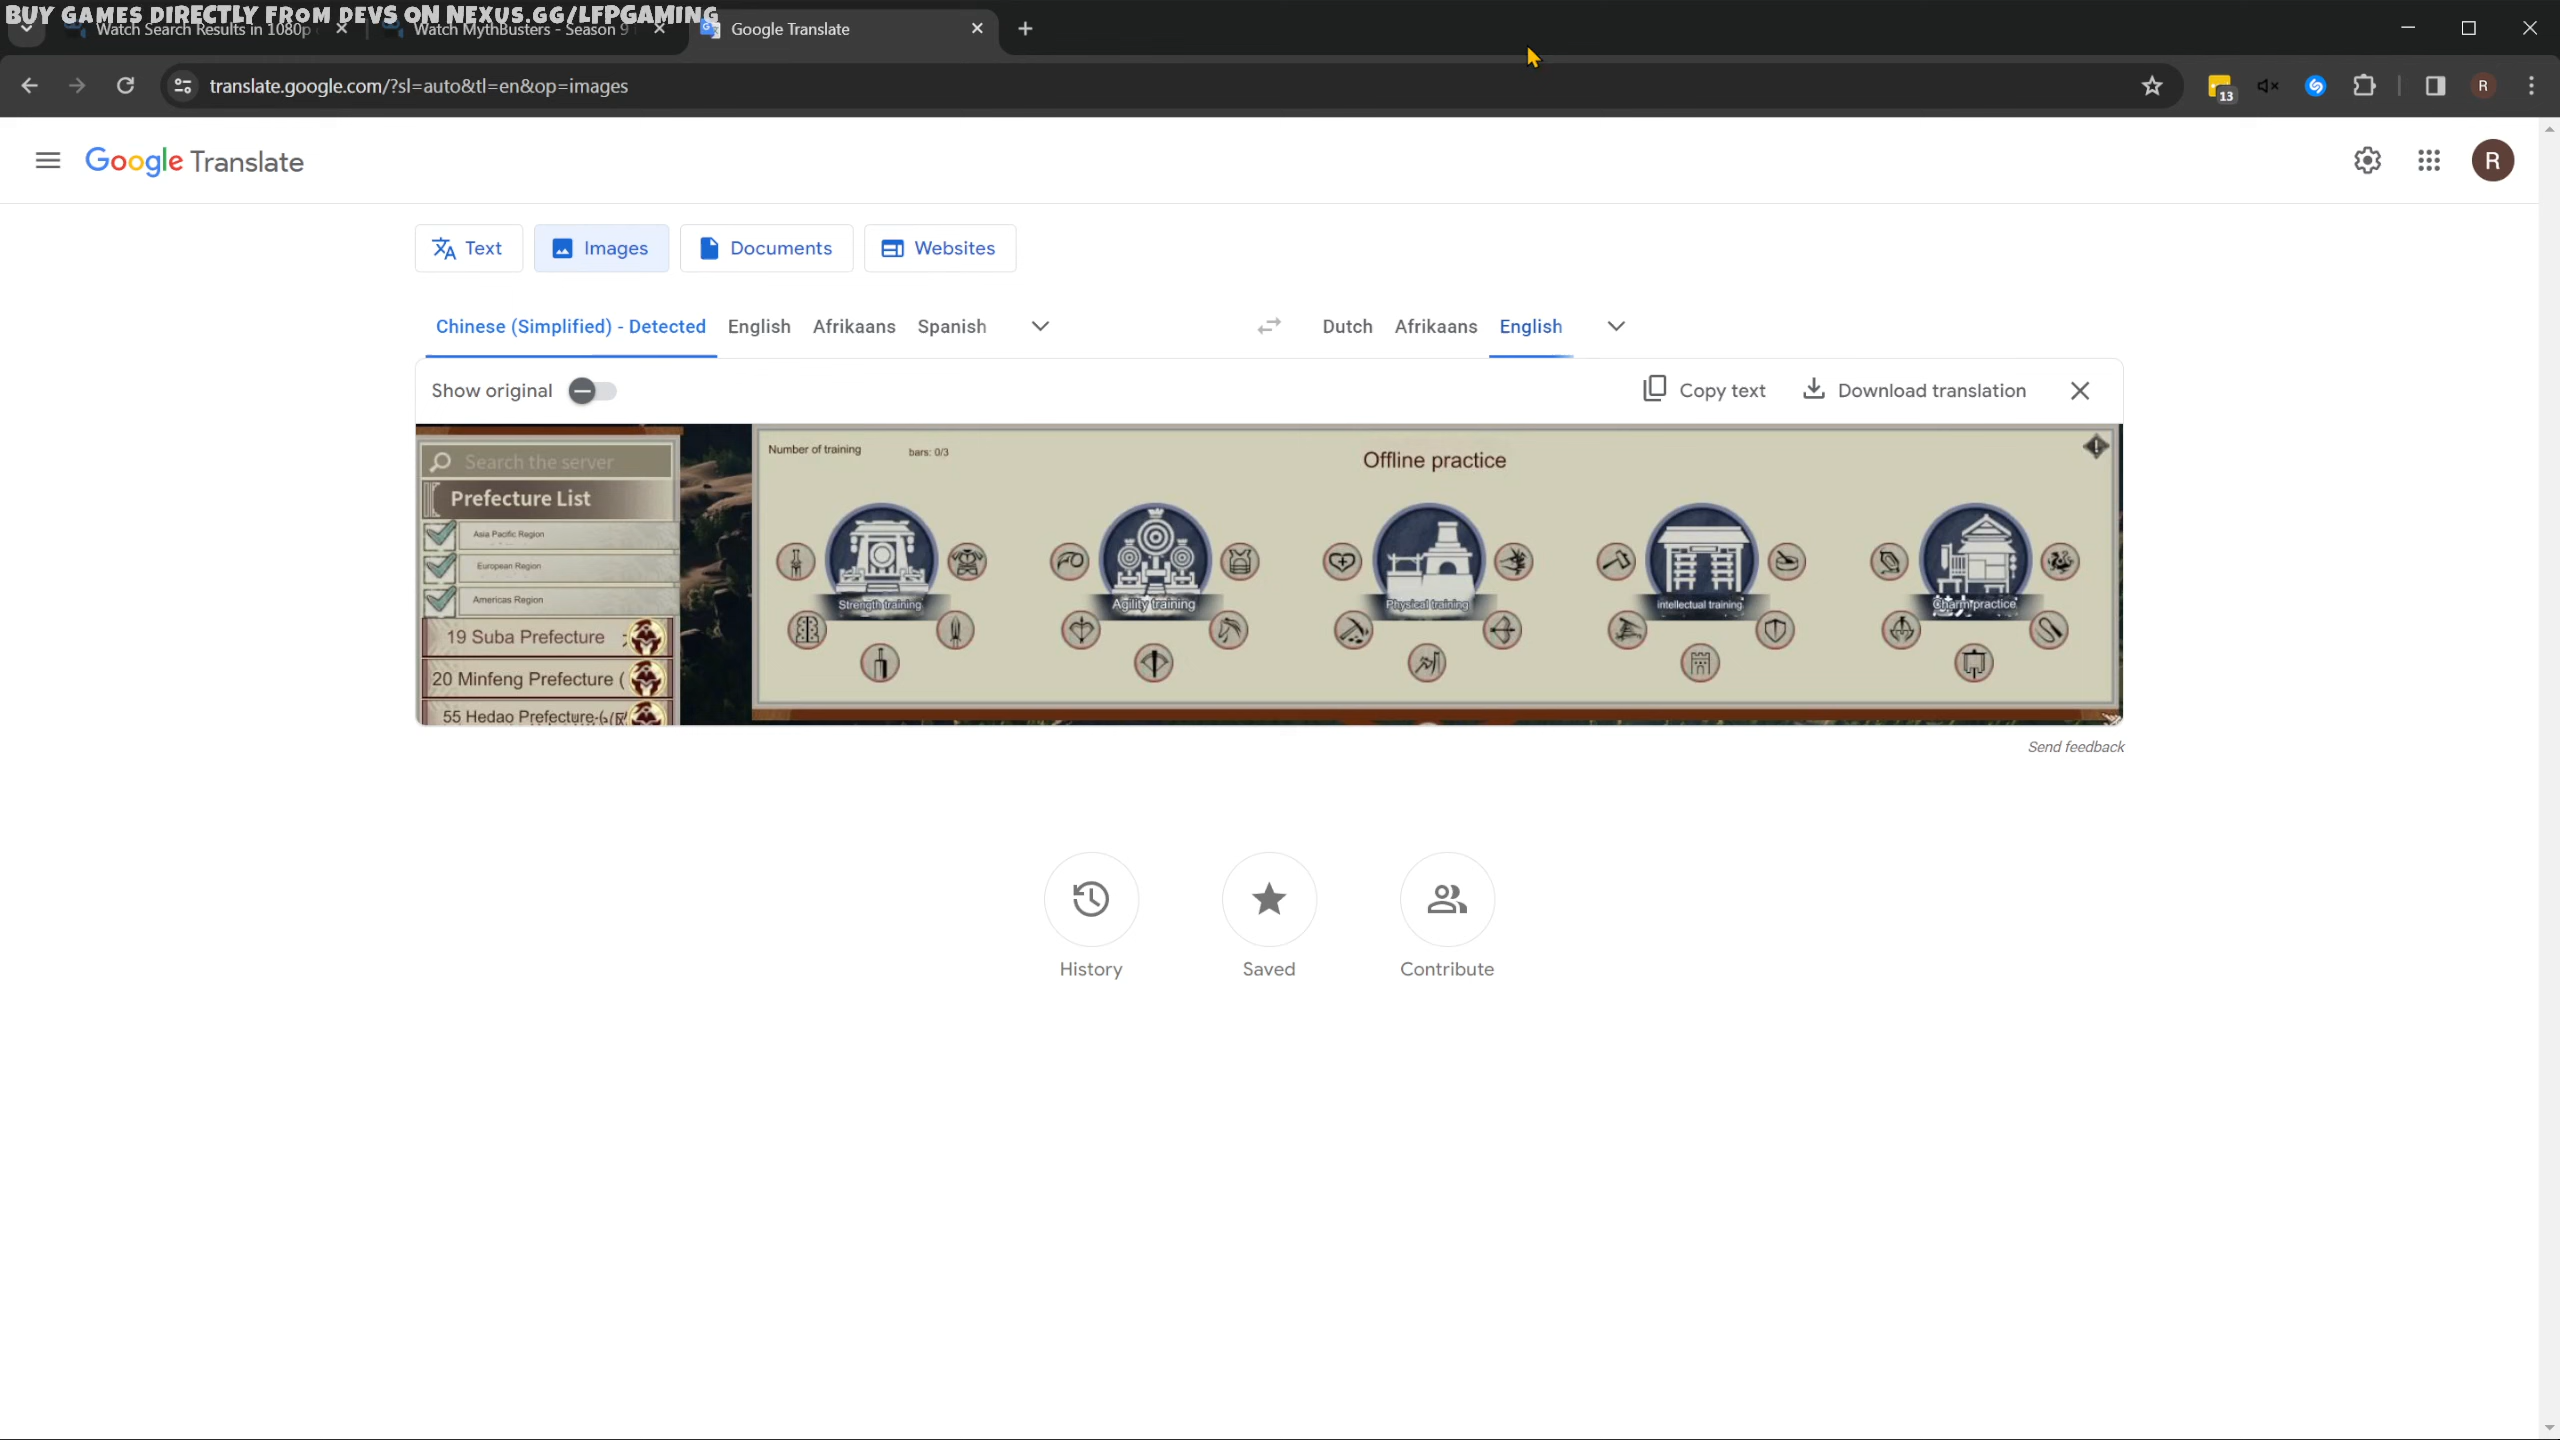 BUY GAMES DIRECTLY FROM DEVS ON NEXUS.GG/LFPGAMING
Watch Search Results in 1080p
Watch MythBusters - Season 9
Google Translate
translate.google.com/?sl=auto&tl=en&op=images
13
R
Google Translate
R
Text
Images
Documents
Websites
Chinese (Simplified) - Detected
English
Afrikaans
Spanish
Dutch
Afrikaans
English
Show original
Copy text
Download translation
Search the server
Prefecture List
Asia Pacific Region
European Region
Americas Region
19 Suba Prefecture
20 Minfeng Prefecture (
55 Hedao Prefecture
Number of training
bars: 0/3
Offline practice
Strength training
Agility training
Physical training
intellectual training
Charm practice
Send feedback
History
Saved
Contribute